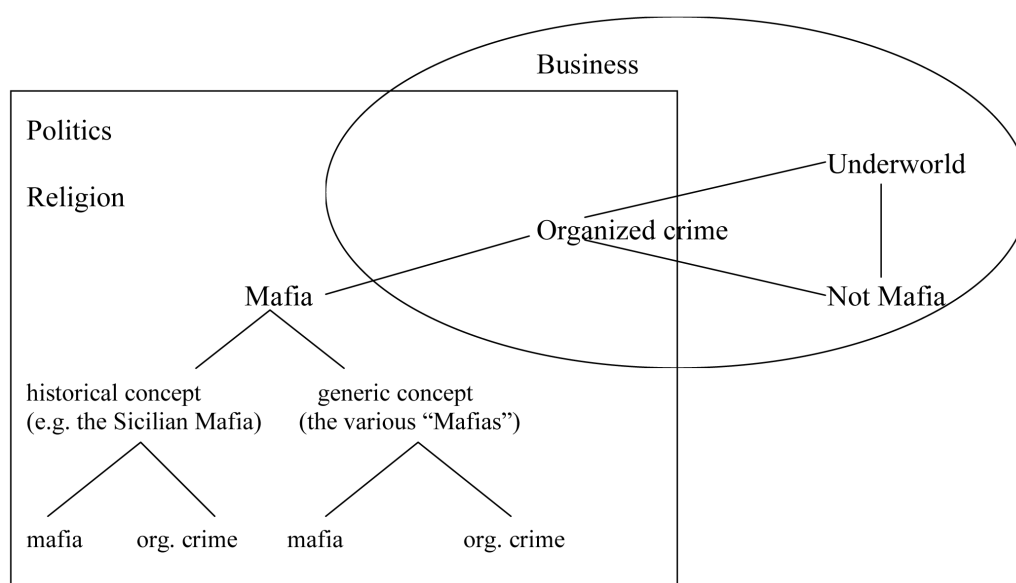 Business
Politics
Underworld
Religion
Organized crime
Mafia
Not Mafia
historical concept
(e.g. the Sicilian Mafia)
generic concept
(the various “Mafias”)
mafia
org. crime
mafia
org. crime